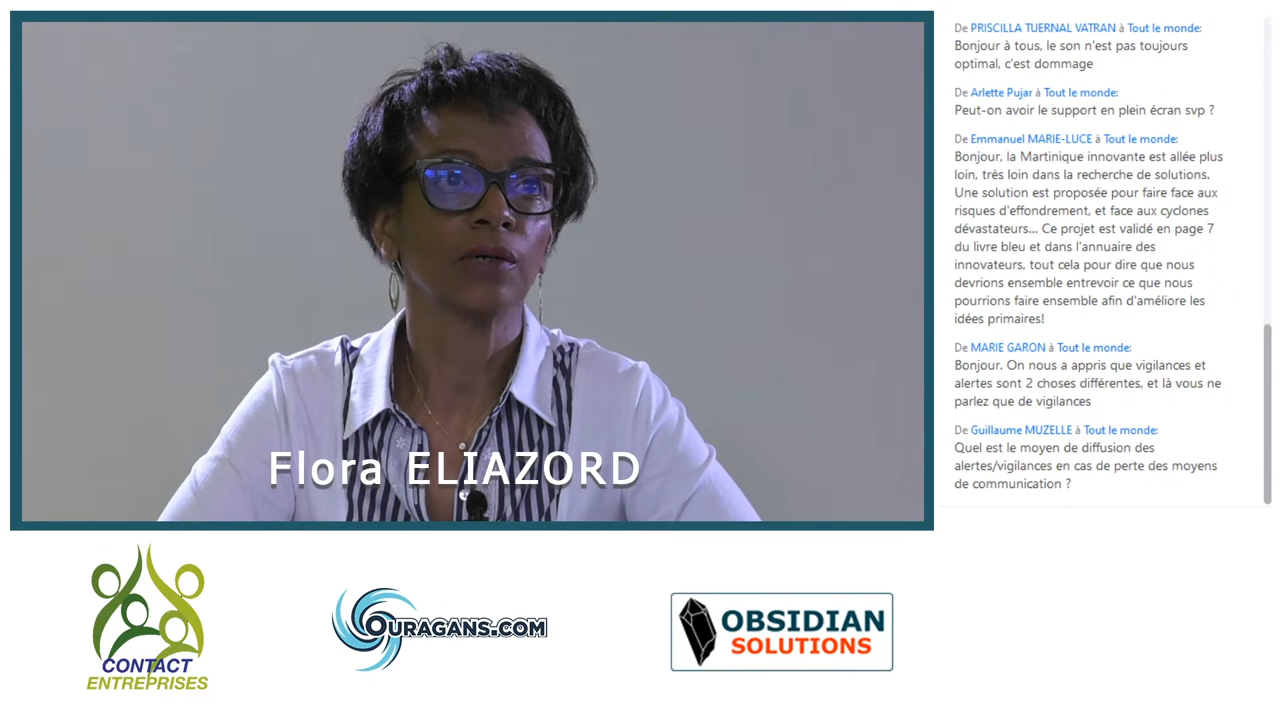 Flora ELIAZORD
CONTACT
ENTREPRISES
OURAGANS.COM
OBSIDIAN
SOLUTIONS
De PRISCILLA TUERNAL VATRAN à Tout le monde:
Bonjour à tous, le son n'est pas toujours
optimal, c'est dommage
De Arlette Pujar à Tout le monde:
Peut-on avoir le support en plein écran svp ?
De Emmanuel MARIE-LUCE à Tout le monde:
Bonjour, la Martinique innovante est allée plus
loin, très loin dans la recherche de solutions.
Une solution est proposée pour faire face aux
risques d'effondrement, et face aux cyclones
dévastateurs... Ce projet est validé en page 7
du livre bleu et dans l'annuaire des
innovateurs, tout cela pour dire que nous
devrions ensemble entrevoir ce que nous
pourrions faire ensemble afin d'améliore les
idées primaires!
De MARIE GARON à Tout le monde:
Bonjour. On nous a appris que vigilances et
alertes sont 2 choses différentes, et là vous ne
parlez que de vigilances
De Guillaume MUZELLE à Tout le monde:
Quel est le moyen de diffusion des
alertes/vigilances en cas de perte des moyens
de communication ?